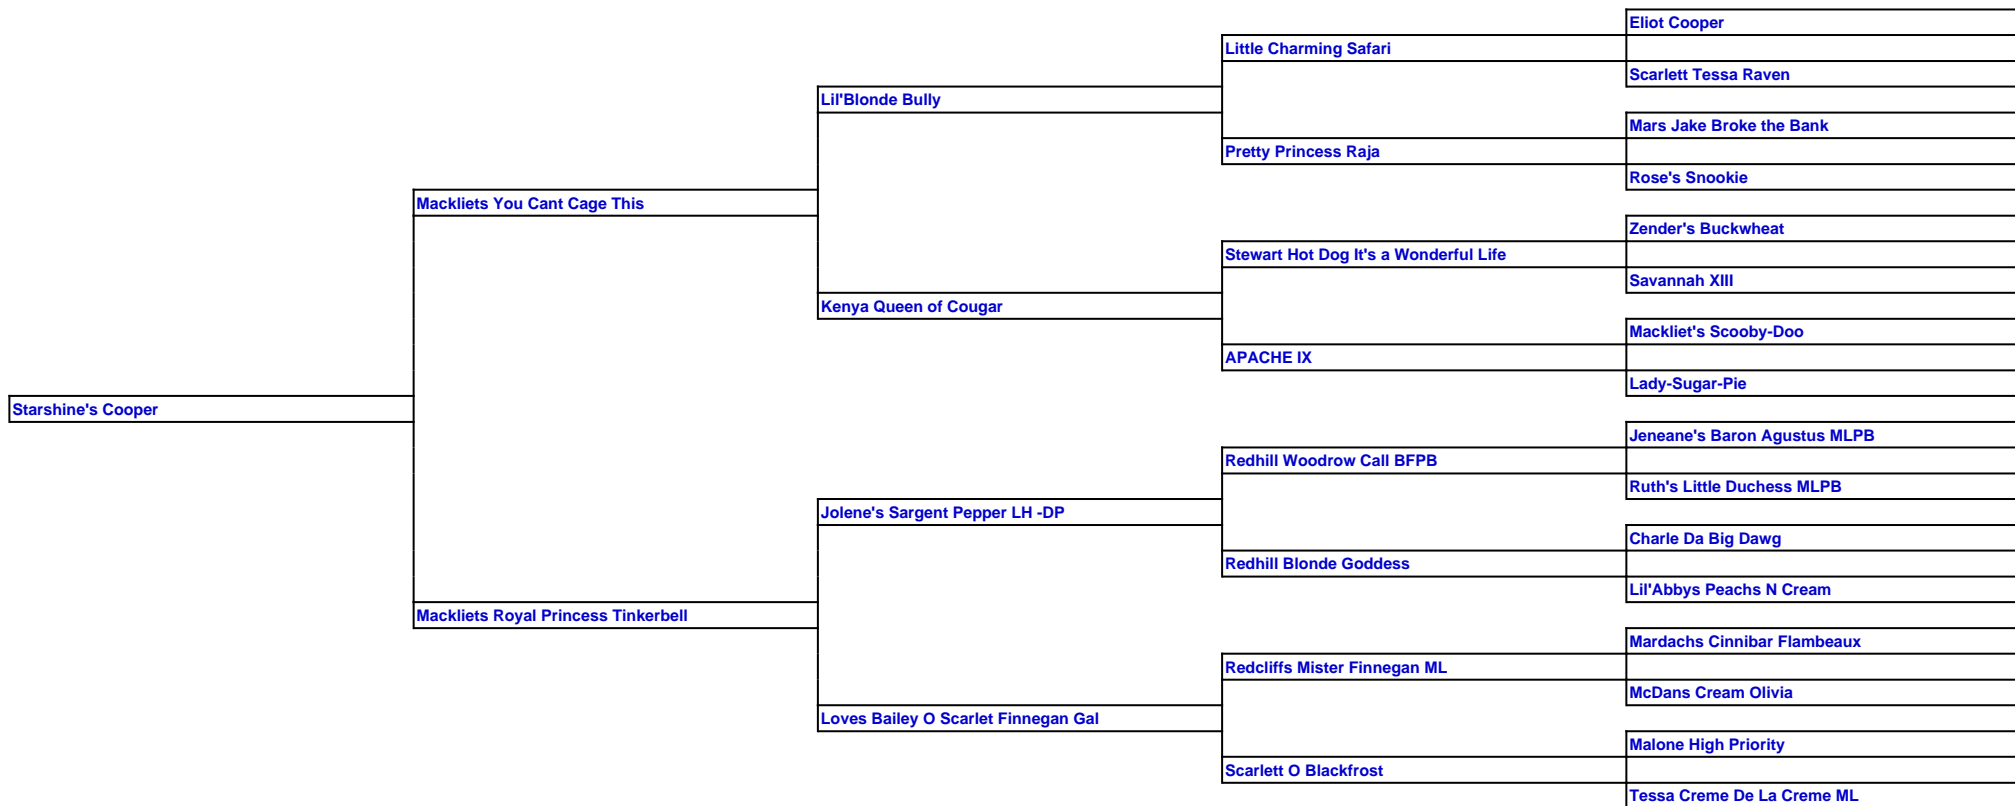 Eliot Cooper
Little Charming Safari
Scarlett Tessa Raven
Lil'Blonde Bully
Mars Jake Broke the Bank
Pretty Princess Raja
Rose's Snookie
Mackliets You Cant Cage This
Zender's Buckwheat
Stewart Hot Dog It's a Wonderful Life
Savannah XIII
Kenya Queen of Cougar
Mackliet's Scooby-Doo
APACHE IX
Lady-Sugar-Pie
Starshine's Cooper
Jeneane's Baron Agustus MLPB
Redhill Woodrow Call BFPB
Ruth's Little Duchess MLPB
Jolene's Sargent Pepper LH -DP
Charle Da Big Dawg
Redhill Blonde Goddess
Lil'Abbys Peachs N Cream
Mackliets Royal Princess Tinkerbell
Mardachs Cinnibar Flambeaux
Redcliffs Mister Finnegan ML
McDans Cream Olivia
Loves Bailey O Scarlet Finnegan Gal
Malone High Priority
Scarlett O Blackfrost
Tessa Creme De La Creme ML